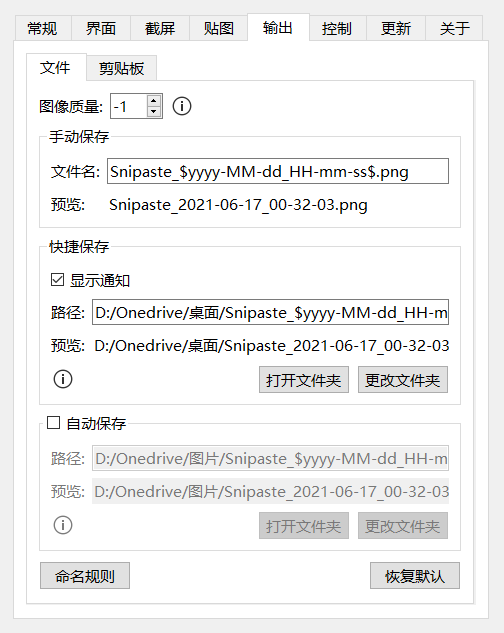 常规 界面 截屏 贴图 输出 控制 更新 关于
文件 剪贴板
图像质量: -1
手动保存
文件名: Snipaste_$yyyy-MM-dd_HH-mm-ss$.png
预览: Snipaste_2021-06-17_00-32-03.png
快捷保存
显示通知
路径: D:/Onedrive/桌面/Snipaste_$yyyy-MM-dd_HH-m
预览: D:/Onedrive/桌面/Snipaste_2021-06-17_00-32-03
打开文件夹 更改文件夹
自动保存
路径: D:/Onedrive/图片/Snipaste_$yyyy-MM-dd_HH-m
预览: D:/Onedrive/图片/Snipaste_2021-06-17_00-32-03
打开文件夹 更改文件夹
命名规则 恢复默认